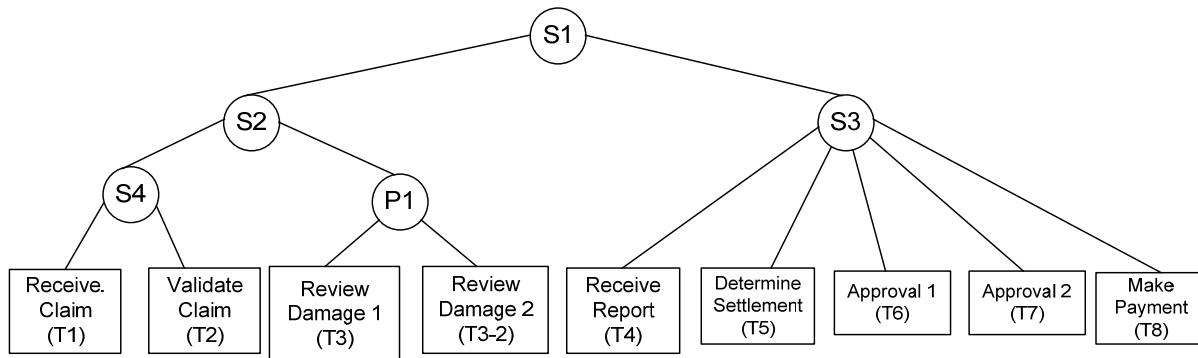 S1
S2
S3
S4
P1
Receive.
Claim
(T1)
Validate
Claim
(T2)
Review
Damage 1
(T3)
Review
Damage 2
(T3-2)
Receive
Report
(T4)
Determine
Settlement
(T5)
Approval 1
(T6)
Approval 2
(T7)
Make
Payment
(T8)